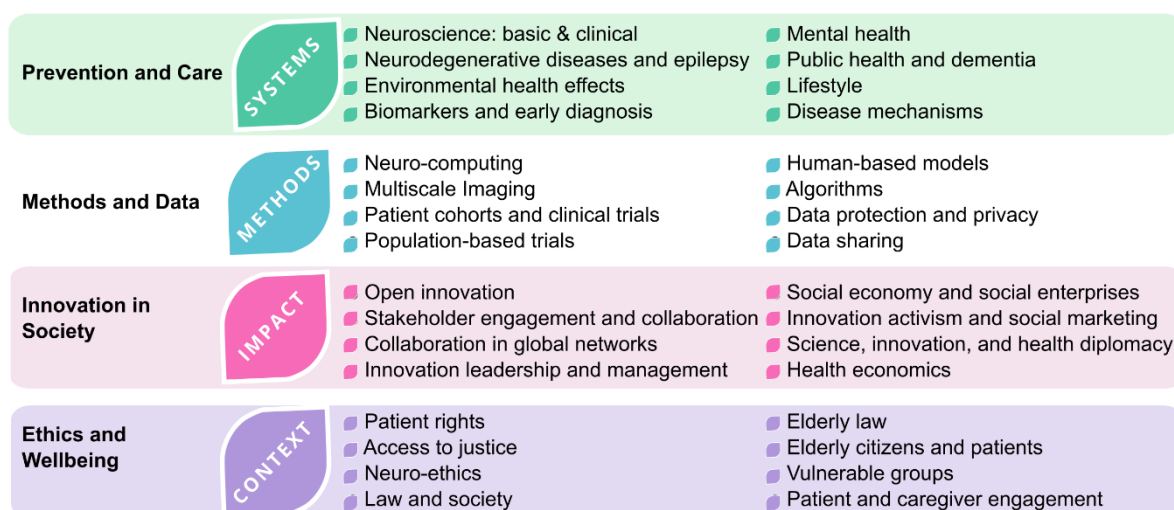 Prevention and Care
SYSTEMS
Neuroscience: basic & clinical
Neurodegenerative diseases and epilepsy
Environmental health effects
Biomarkers and early diagnosis
Mental health
Public health and dementia
Lifestyle
Disease mechanisms
Methods and Data
METHODS
Neuro-computing
Multiscale Imaging
Patient cohorts and clinical trials
Population-based trials
Human-based models
Algorithms
Data protection and privacy
Data sharing
Innovation in
Society
IMPACT
Open innovation
Stakeholder engagement and collaboration
Collaboration in global networks
Innovation leadership and management
Social economy and social enterprises
Innovation activism and social marketing
Science, innovation, and health diplomacy
Health economics
Ethics and
Wellbeing
CONTEXT
Patient rights
Access to justice
Neuro-ethics
Law and society
Elderly law
Elderly citizens and patients
Vulnerable groups
Patient and caregiver engagement